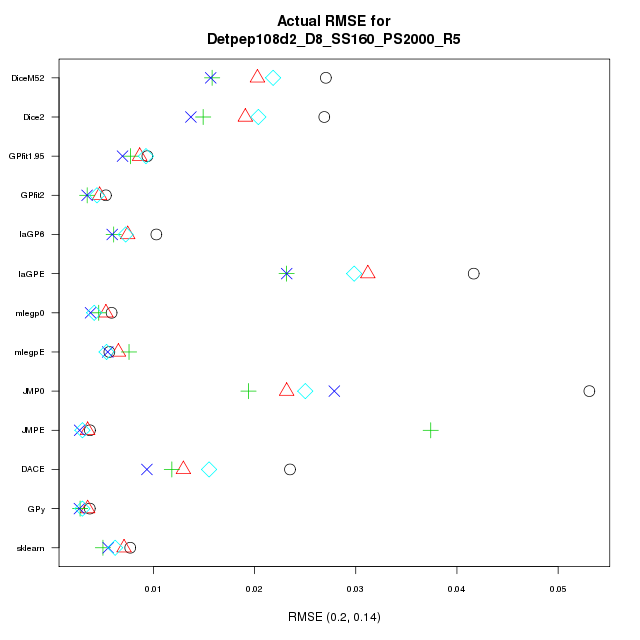 Actual RMSE for
Detpep108d2_D8_SS160_PS2000_R5
DiceM52
Dice2
GPfit1.95
GPfit2
laGP6
laGPE
mlegp0
mlegpE
JMP0
JMPE
DACE
GPy
sklearn
0.01 0.02 0.03 0.04 0.05
RMSE (0.2, 0.14)